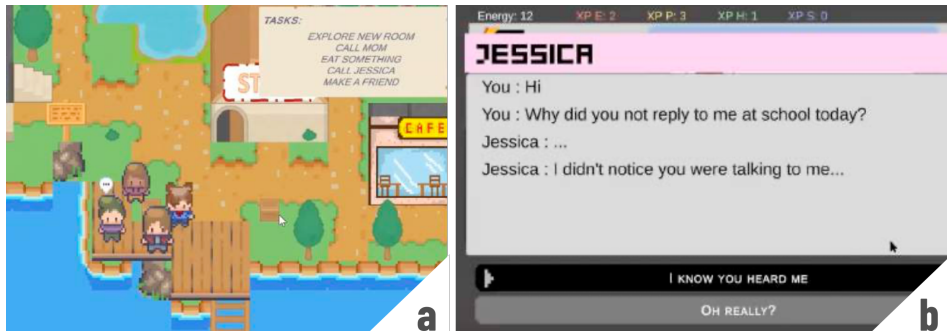 TASKS:
EXPLORE NEW ROOM
CALL MOM
EAT SOMETHING
CALL JESSICA
MAKE A FRIEND
ST
CAFE
a
Energy: 12 XP E: 2 XP P: 3 XP H: 1 XP S: 0
JESSICA
You : Hi
You : Why did you not reply to me at school today?
Jessica : ...
Jessica : I didn't notice you were talking to me...
I KNOW YOU HEARD ME
OH REALLY?
b